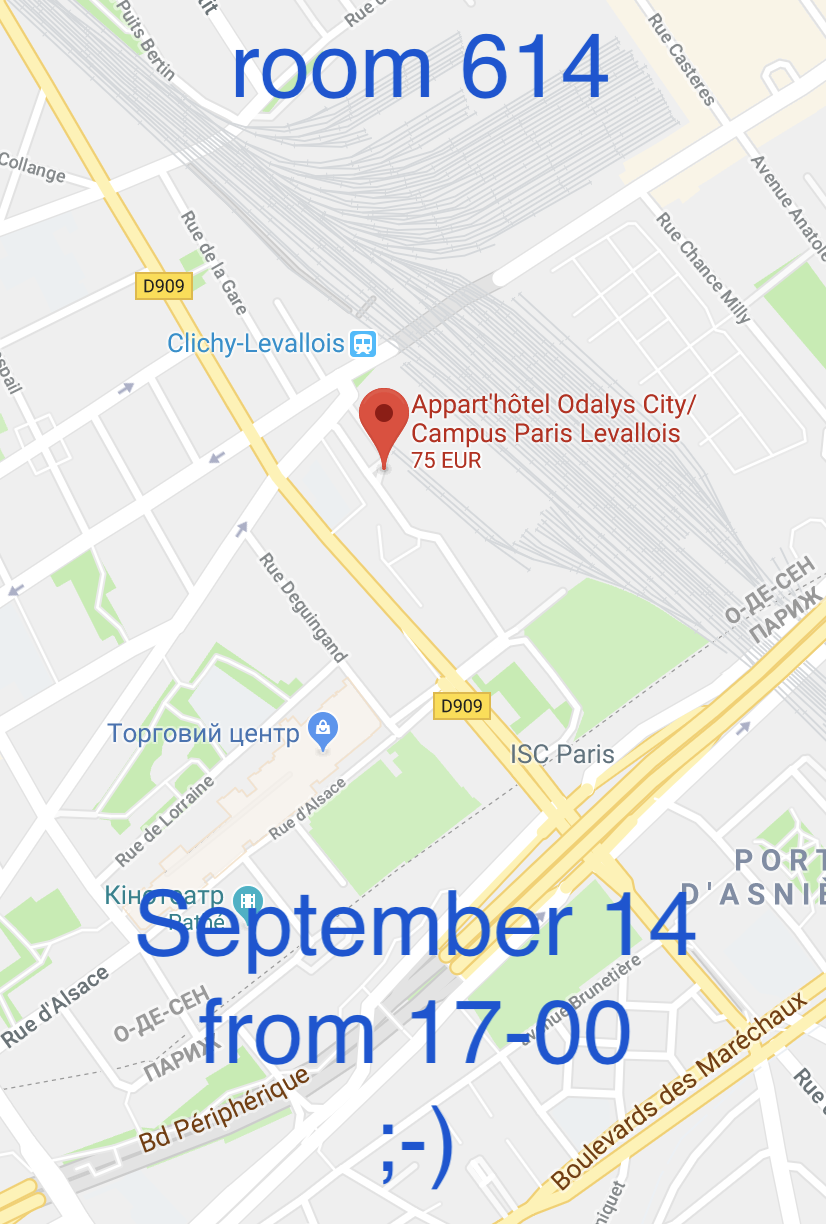 Puits Bertin
Rue d
room 614
Rue Casteres
Collange
Avenue Anatole
Rue de la Gare
Rue Chance Milly
D909
Clichy-Levallois
spail
Appart'hôtel Odalys City/
Campus Paris Levallois
75 EUR
Rue Deguingand
О-ДЕ-СЕН
ПАРИЖ
D909
Торговий центр
ISC Paris
Rue de Lorraine
Rue d'Alsace
PORT
D'ASNIÈ
Кінотеатр
Pathé
September 14
Rue d'Alsace
Avenue Brunetière
О-ДЕ-СЕН
from 17-00
ПАРИЖ
Boulevards des Maréchaux
Bd Périphérique
Rue
;-)
niquet